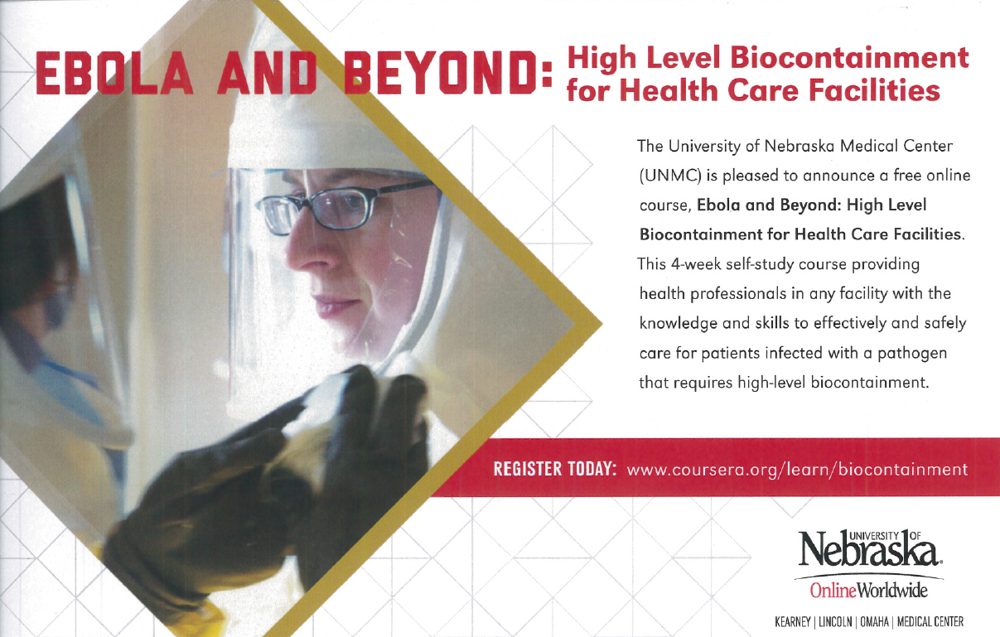 EBOLA AND BEYOND:
High Level Biocontainment
for Health Care Facilities
The University of Nebraska Medical Center
(UNMC) is pleased to announce a free online
course, Ebola and Beyond: High Level
Biocontainment for Health Care Facilities.
This 4-week self-study course providing
health professionals in any facility with the
knowledge and skills to effectively and safely
care for patients infected with a pathogen
that requires high-level biocontainment.
REGISTER TODAY: www.coursera.org/learn/biocontainment
UNIVERSITY OF
Nebraska®
OnlineWorldwide
KEARNEY | LINCOLN | OMAHA | MEDICAL CENTER